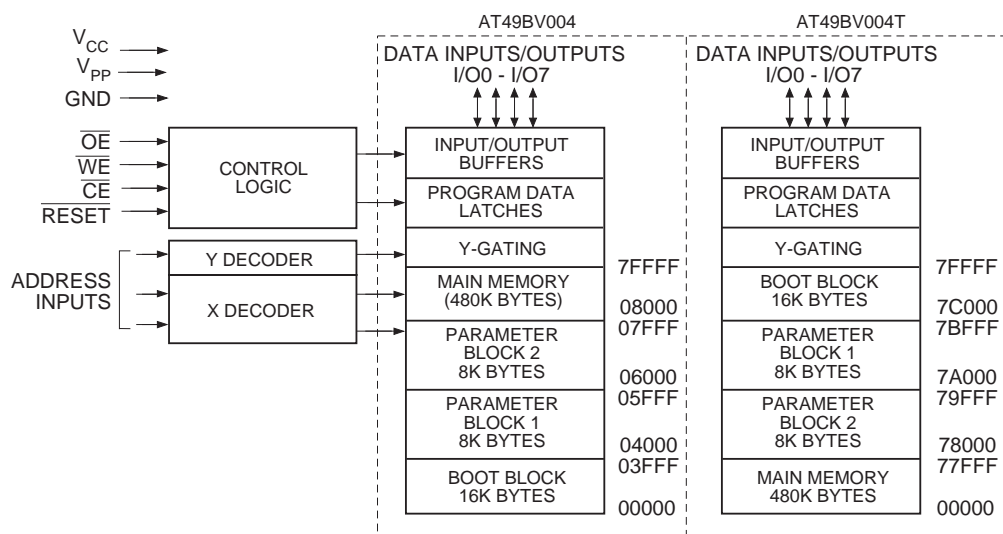 AT49BV004
AT49BV004T
VCC
VPP
GND
OE
WE
CE
RESET
CONTROL
LOGIC
ADDRESS
INPUTS
Y DECODER
X DECODER
DATA INPUTS/OUTPUTS
I/O0 - I/O7
INPUT/OUTPUT
BUFFERS
PROGRAM DATA
LATCHES
Y-GATING
MAIN MEMORY
(480K BYTES)
PARAMETER
BLOCK 2
8K BYTES
PARAMETER
BLOCK 1
8K BYTES
BOOT BLOCK
16K BYTES
7FFFF
08000
07FFF
06000
05FFF
04000
03FFF
00000
DATA INPUTS/OUTPUTS
I/O0 - I/O7
INPUT/OUTPUT
BUFFERS
PROGRAM DATA
LATCHES
Y-GATING
BOOT BLOCK
16K BYTES
PARAMETER
BLOCK 1
8K BYTES
PARAMETER
BLOCK 2
8K BYTES
MAIN MEMORY
480K BYTES
7FFFF
7C000
7BFFF
7A000
79FFF
78000
77FFF
00000